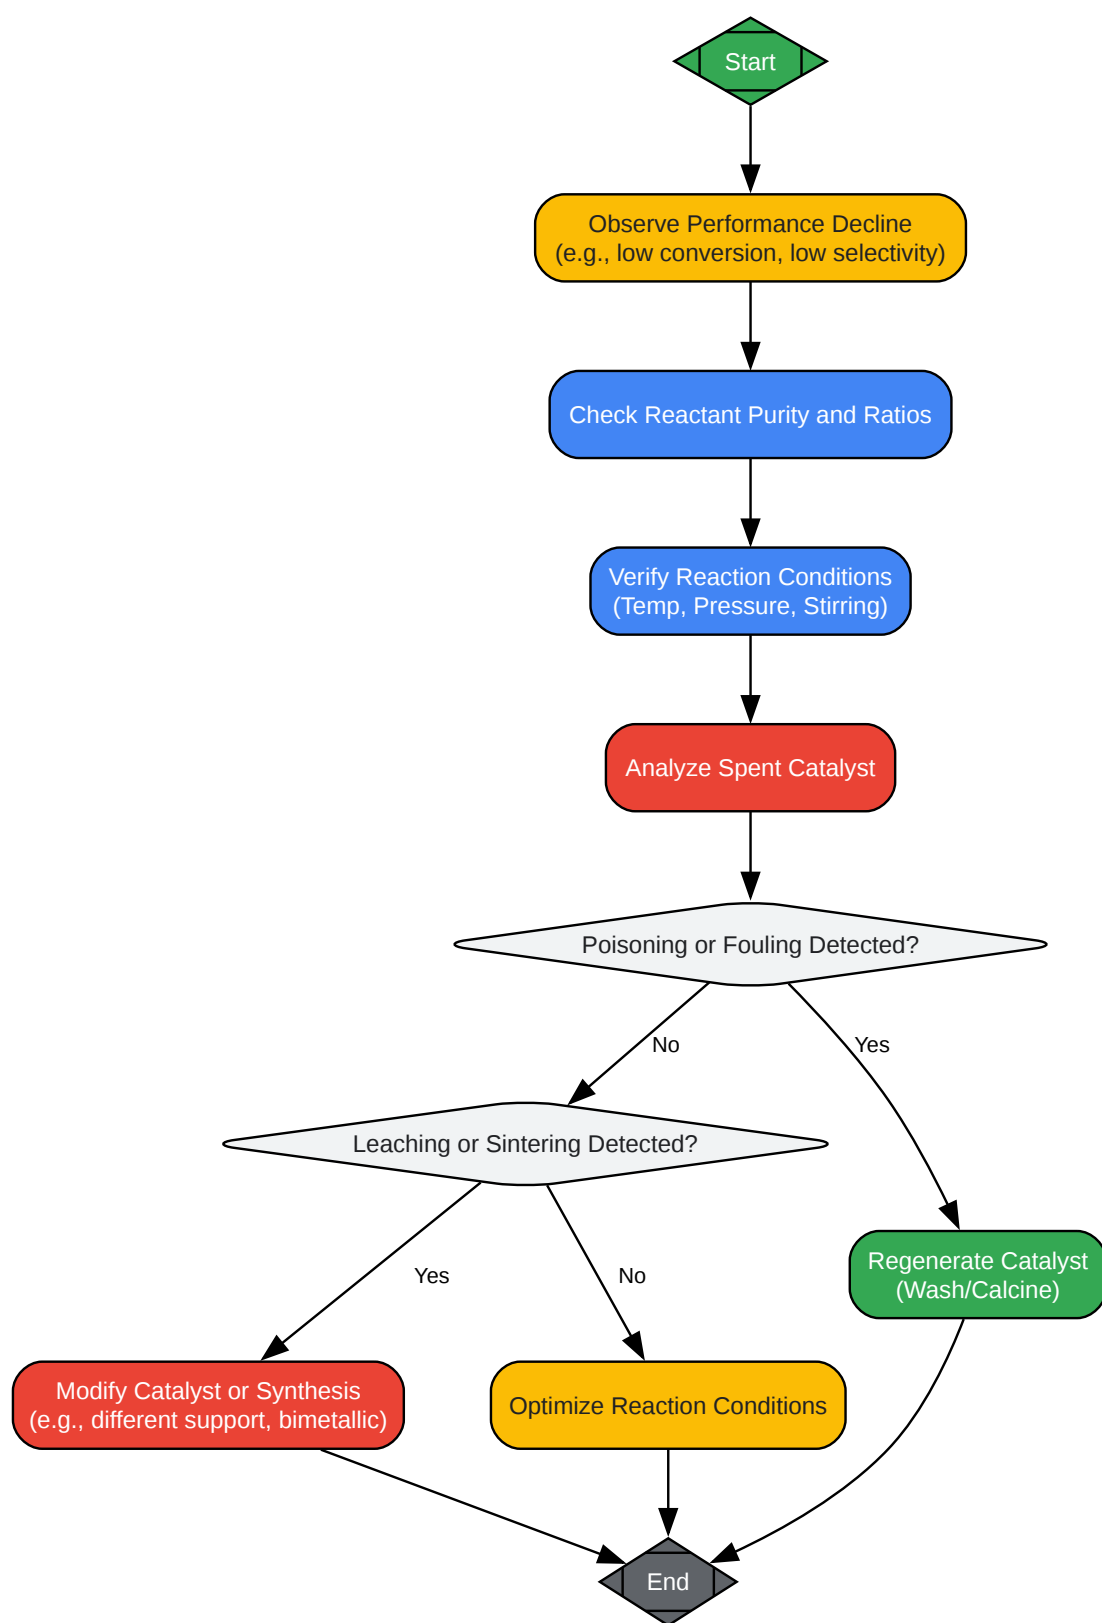 Start
Observe Performance Decline
(e.g., low conversion, low selectivity)
Check Reactant Purity and Ratios
Verify Reaction Conditions
(Temp, Pressure, Stirring)
Analyze Spent Catalyst
Poisoning or Fouling Detected?
No
Yes
Leaching or Sintering Detected?
Yes
No
Regenerate Catalyst
(Wash/Calcine)
Modify Catalyst or Synthesis
(e.g., different support, bimetallic)
Optimize Reaction Conditions
End